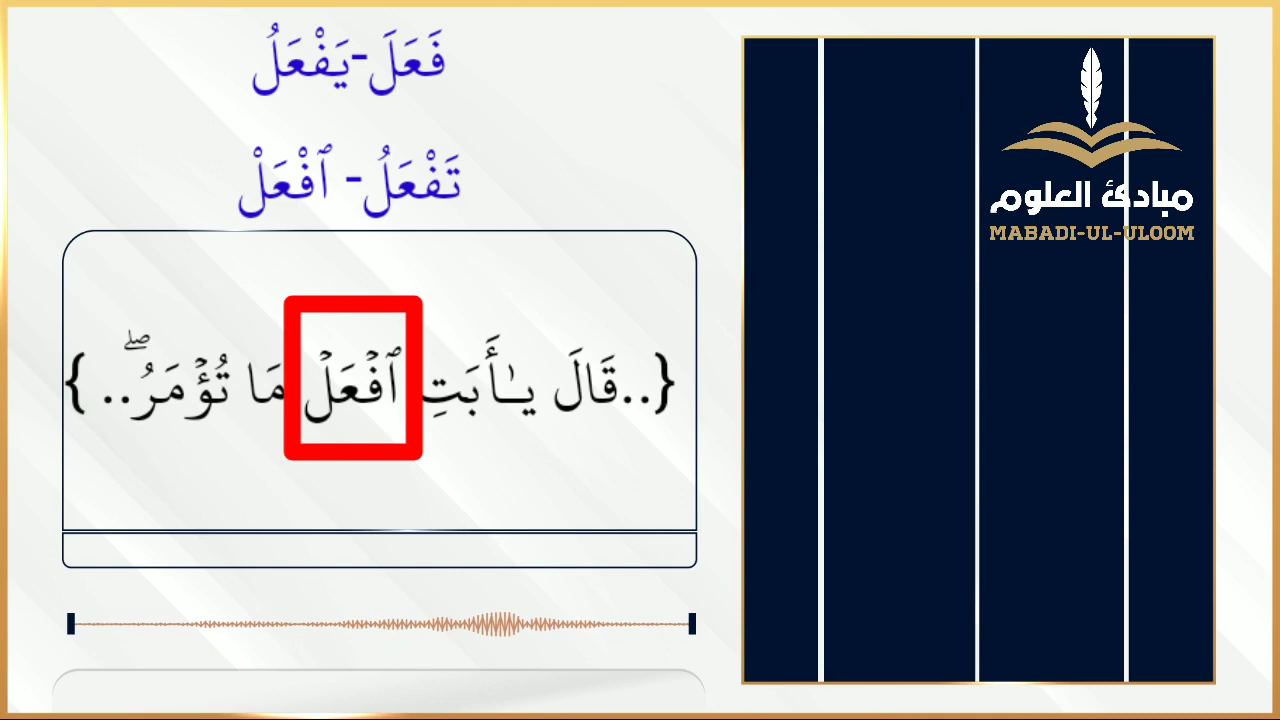 فَعَلَ-يَفْعَلُ
تَفْعَلُ- ٱفْعَلْ
{..قَالَ يَـٰٓأَبَتِ ٱفۡعَلۡ مَا تُؤۡمَرُۖ.. }
مبادئ العلوم
MABADI-UL-ULOOM